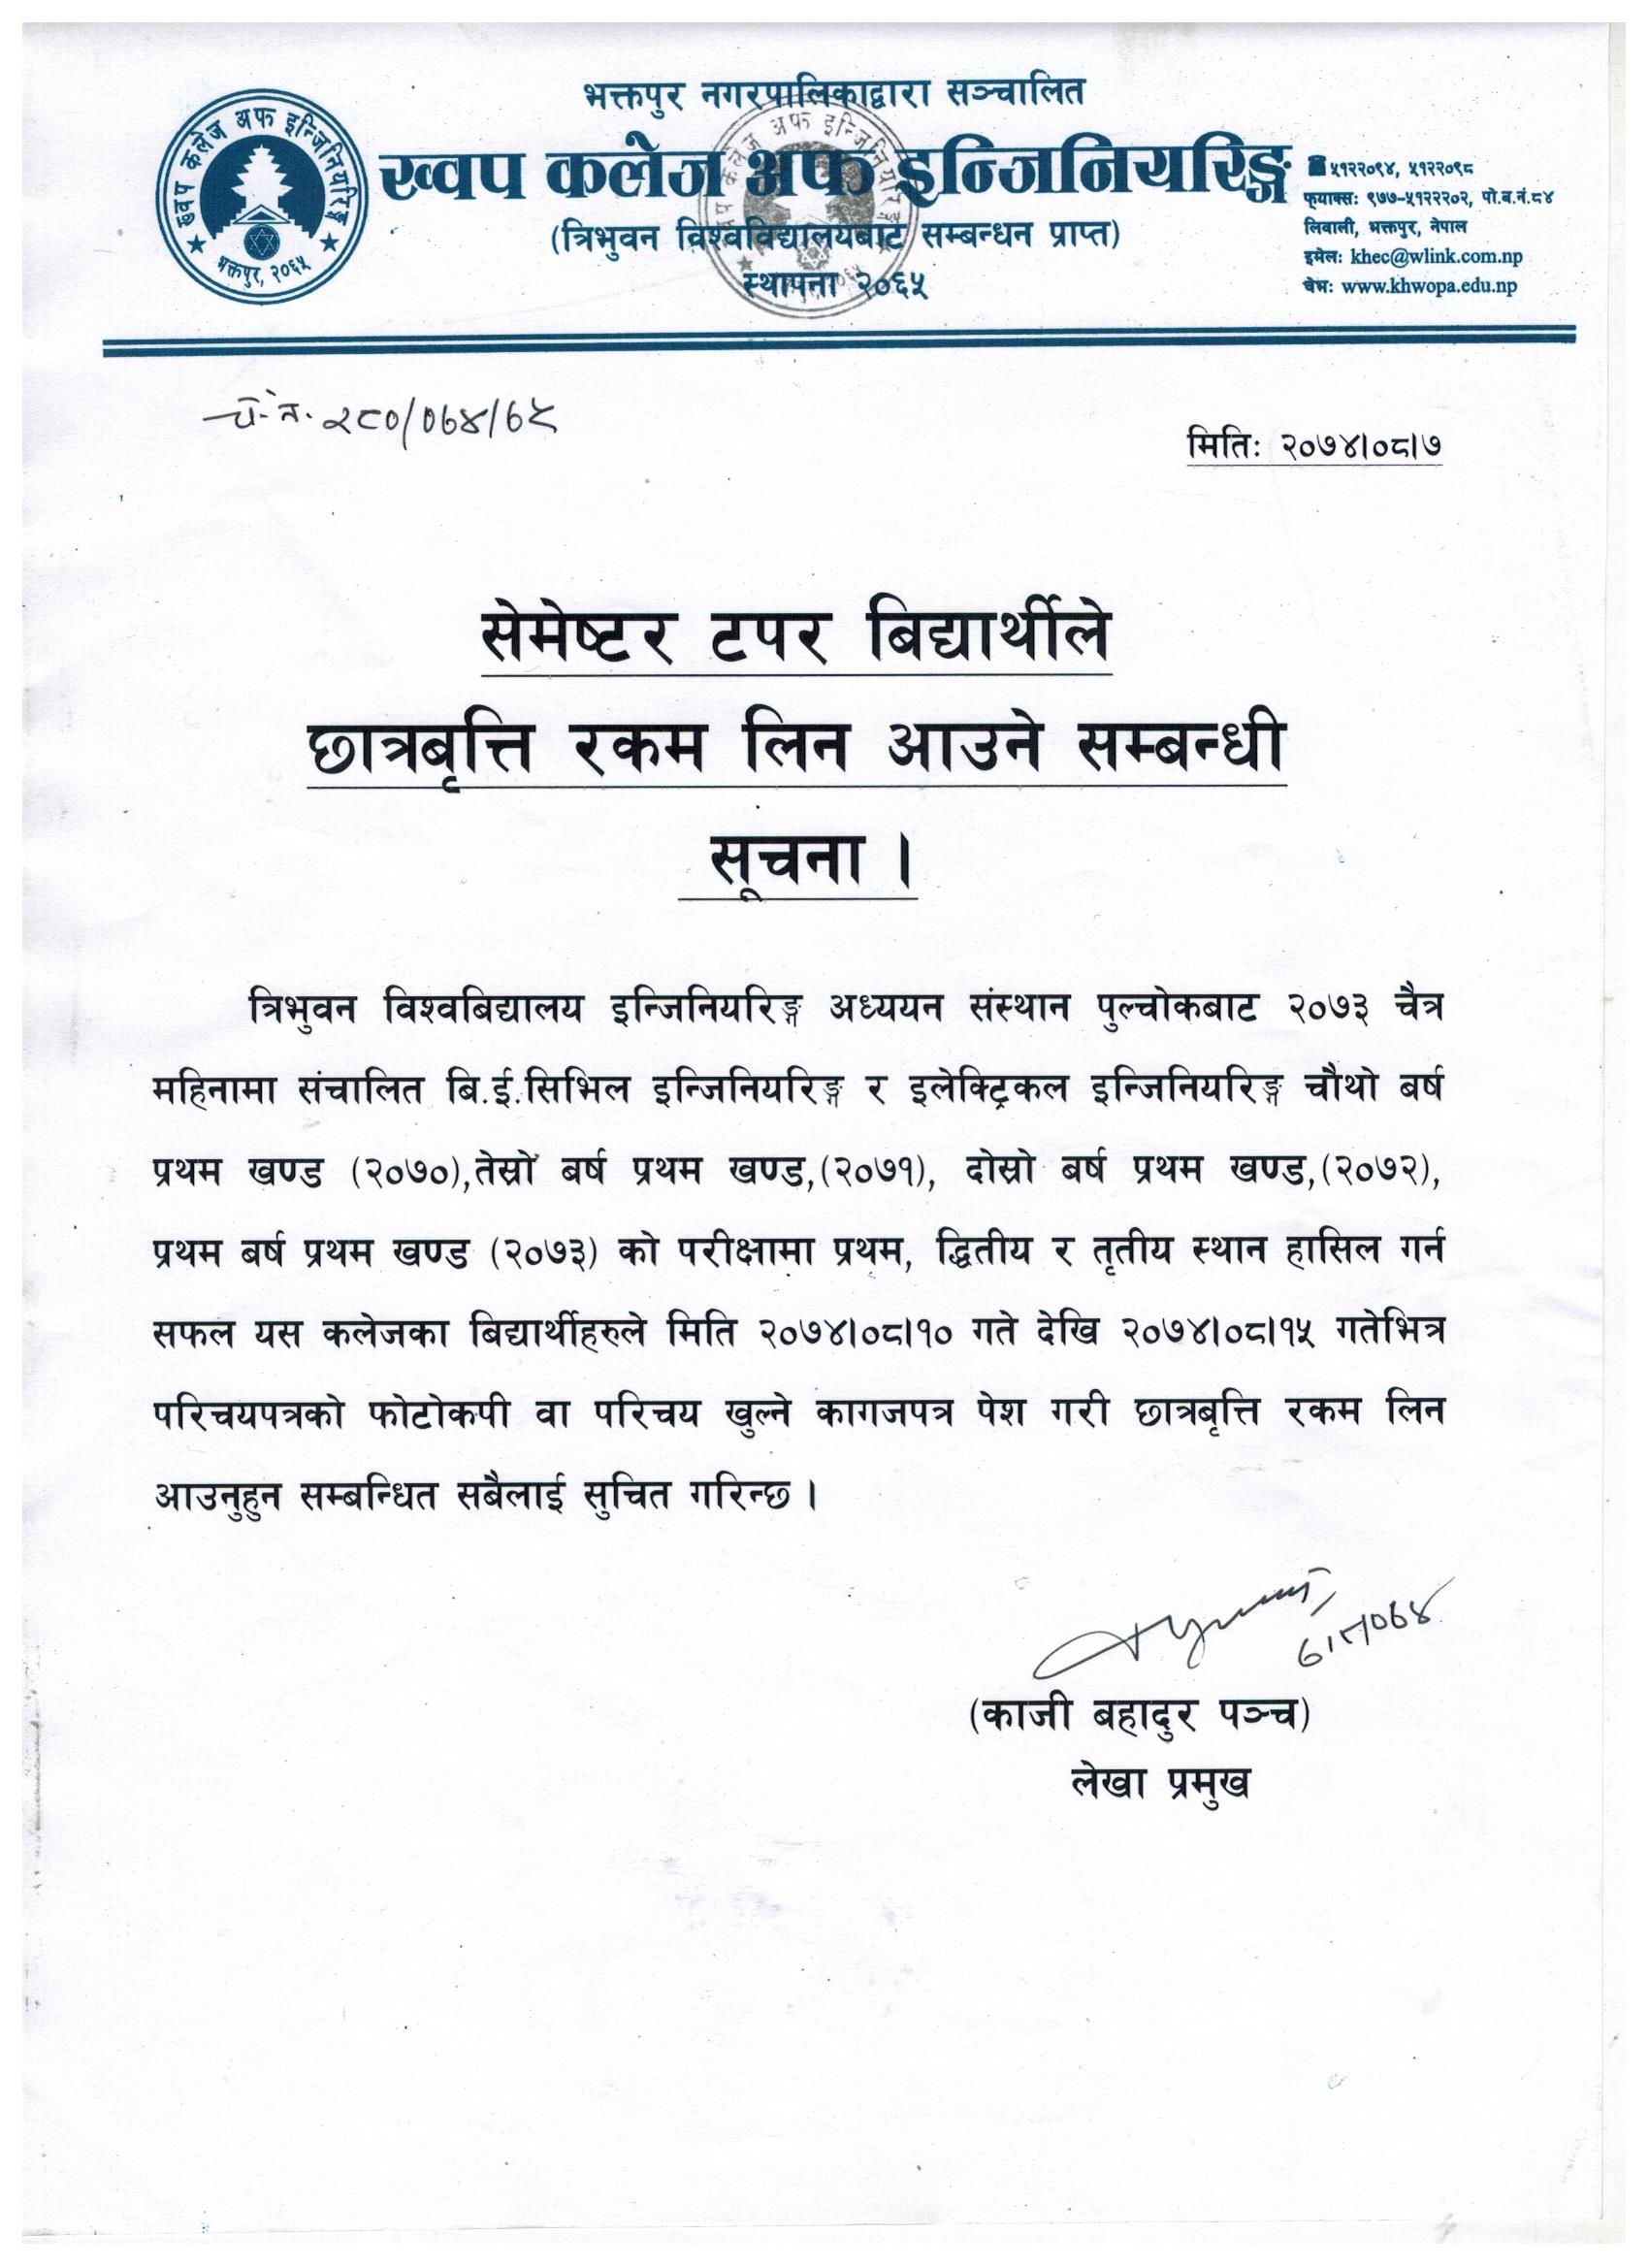 भक्तपुर नगरपालिकाद्वारा सञ्चालित
ख्वप कलेज अफ इन्जिनियरिङ्ग
(त्रिभुवन विश्वविद्यालयबाट सम्बन्धन प्राप्त)
स्थापना २०६५
ख्वप कलेज अफ इन्जिनियरिङ्ग
भक्तपुर, २०६५
५१२२०९४, ५१२२०९८
फ्याक्स: ९७७-५१२२२०२, पो.ब.नं.८४
लिवाली, भक्तपुर, नेपाल
इमेल: khec@wlink.com.np
वेभ: www.khwopa.edu.np
च.नं. २८०/०७४/७५
मितिः २०७४।०८।७
सेमेष्टर टपर बिद्यार्थीले
छात्रबृत्ति रकम लिन आउने सम्बन्धी
सूचना ।
त्रिभुवन विश्वबिद्यालय इन्जिनियरिङ्ग अध्ययन संस्थान पुल्चोकबाट २०७३ चैत्र
महिनामा संचालित बि.ई.सिभिल इन्जिनियरिङ्ग र इलेक्ट्रिकल इन्जिनियरिङ्ग चौथो बर्ष
प्रथम खण्ड (२०७०),तेस्रो बर्ष प्रथम खण्ड,(२०७१), दोस्रो बर्ष प्रथम खण्ड,(२०७२),
प्रथम बर्ष प्रथम खण्ड (२०७३) को परीक्षामा प्रथम, द्धितीय र तृतीय स्थान हासिल गर्न
सफल यस कलेजका बिद्यार्थीहरुले मिति २०७४।०८।१० गते देखि २०७४।०८।१५ गतेभित्र
परिचयपत्रको फोटोकपी वा परिचय खुल्ने कागजपत्र पेश गरी छात्रबृत्ति रकम लिन
आउनुहुन सम्बन्धित सबैलाई सुचित गरिन्छ ।
७।८।०७४
(काजी बहादुर पञ्च)
लेखा प्रमुख